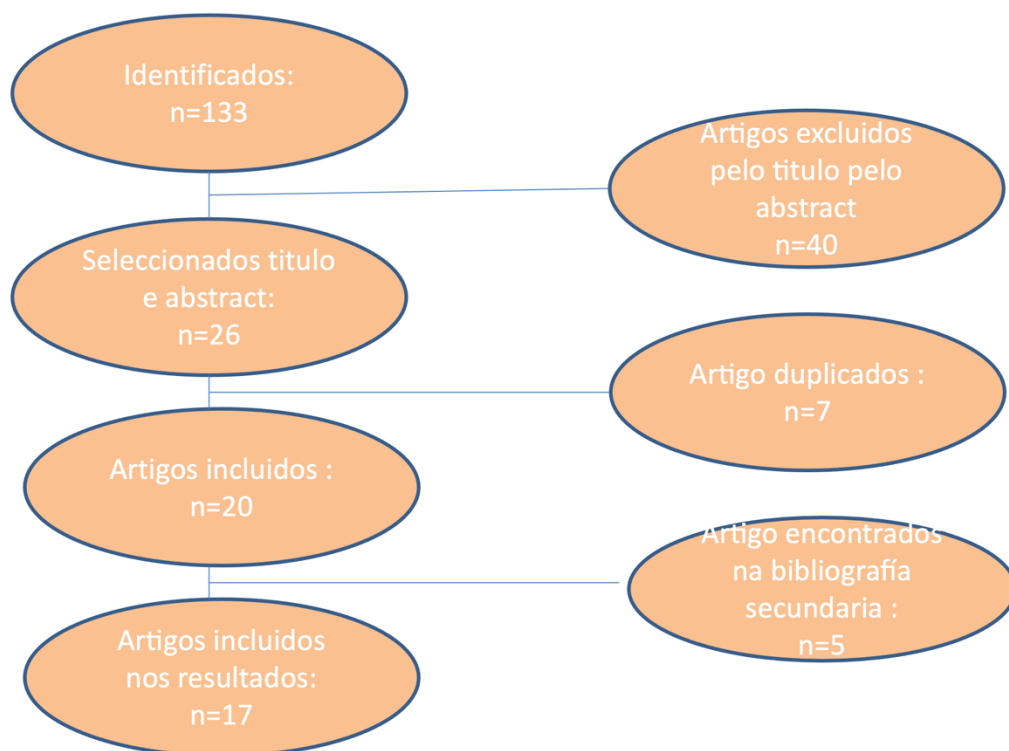 Identificados:
n=133
Artigos excluidos
pelo titulo pelo
abstract
n=40
Seleccionados titulo
e abstract:
n=26
Artigo duplicados :
n=7
Artigos incluidos :
n=20
Artigo encontrados
na bibliografía
secundaria :
n=5
Artigos incluidos
nos resultados:
n=17